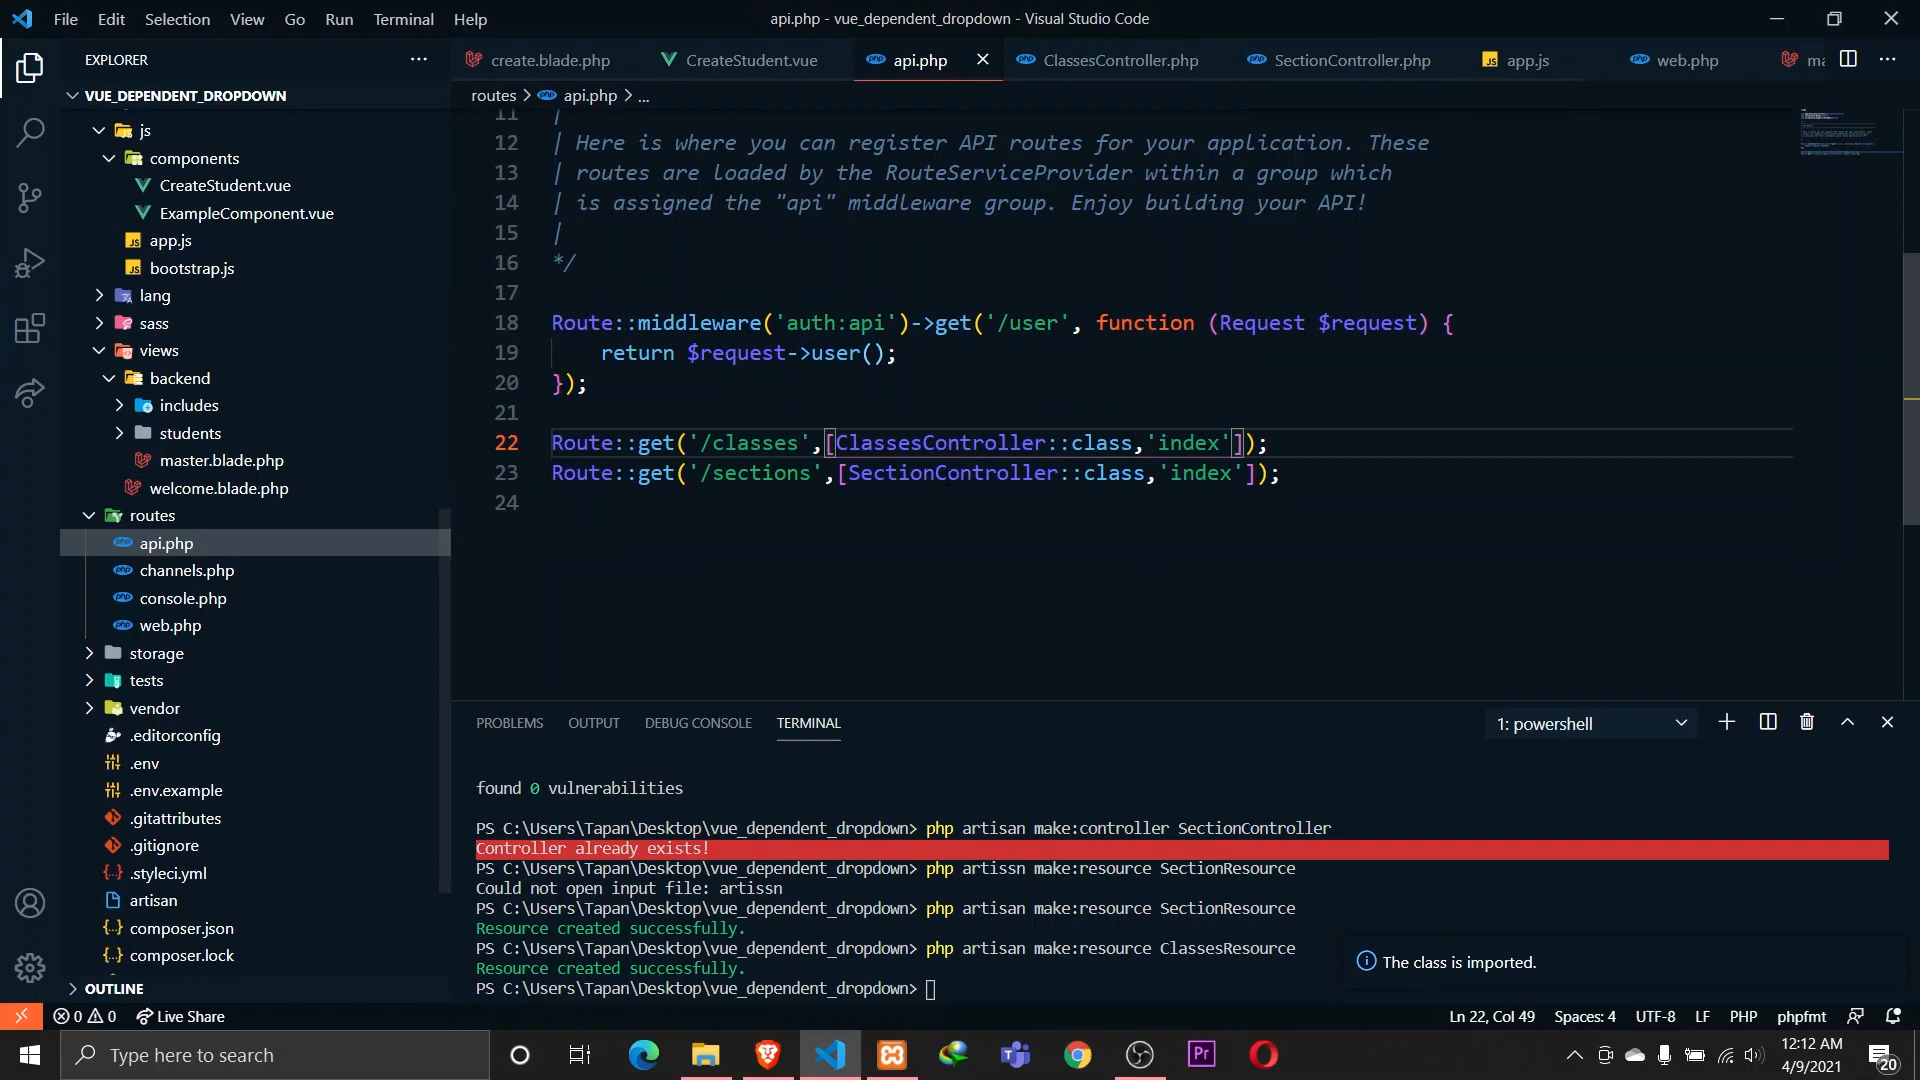 File Edit Selection View Go Run Terminal Help
api.php - vue_dependent_dropdown - Visual Studio Code
EXPLORER
create.blade.php
CreateStudent.vue
api.php
ClassesController.php
SectionController.php
app.js
web.php
VUE_DEPENDENT_DROPDOWN
routes > api.php > ...
js
components
CreateStudent.vue
ExampleComponent.vue
app.js
bootstrap.js
lang
sass
views
backend
includes
students
master.blade.php
welcome.blade.php
routes
api.php
channels.php
console.php
web.php
storage
tests
vendor
.editorconfig
.env
.env.example
.gitattributes
.gitignore
.styleci.yml
artisan
composer.json
composer.lock
OUTLINE
11 |
12 | Here is where you can register API routes for your application. These
13 | routes are loaded by the RouteServiceProvider within a group which
14 | is assigned the "api" middleware group. Enjoy building your API!
15 |
16 */
17
18 Route::middleware('auth:api')->get('/user', function (Request $request) {
19 return $request->user();
20 });
21
22 Route::get('/classes',[ClassesController::class,'index']);
23 Route::get('/sections',[SectionController::class,'index']);
24
PROBLEMS OUTPUT DEBUG CONSOLE TERMINAL
1: powershell
found 0 vulnerabilities
PS C:\Users\Tapan\Desktop\vue_dependent_dropdown> php artisan make:controller SectionController
Controller already exists!
PS C:\Users\Tapan\Desktop\vue_dependent_dropdown> php artissn make:resource SectionResource
Could not open input file: artissn
PS C:\Users\Tapan\Desktop\vue_dependent_dropdown> php artisan make:resource SectionResource
Resource created successfully.
PS C:\Users\Tapan\Desktop\vue_dependent_dropdown> php artisan make:resource ClassesResource
Resource created successfully.
PS C:\Users\Tapan\Desktop\vue_dependent_dropdown>
The class is imported.
0 0 Live Share
Ln 22, Col 49 Spaces: 4 UTF-8 LF PHP phpfmt
Type here to search
12:12 AM
4/9/2021
20